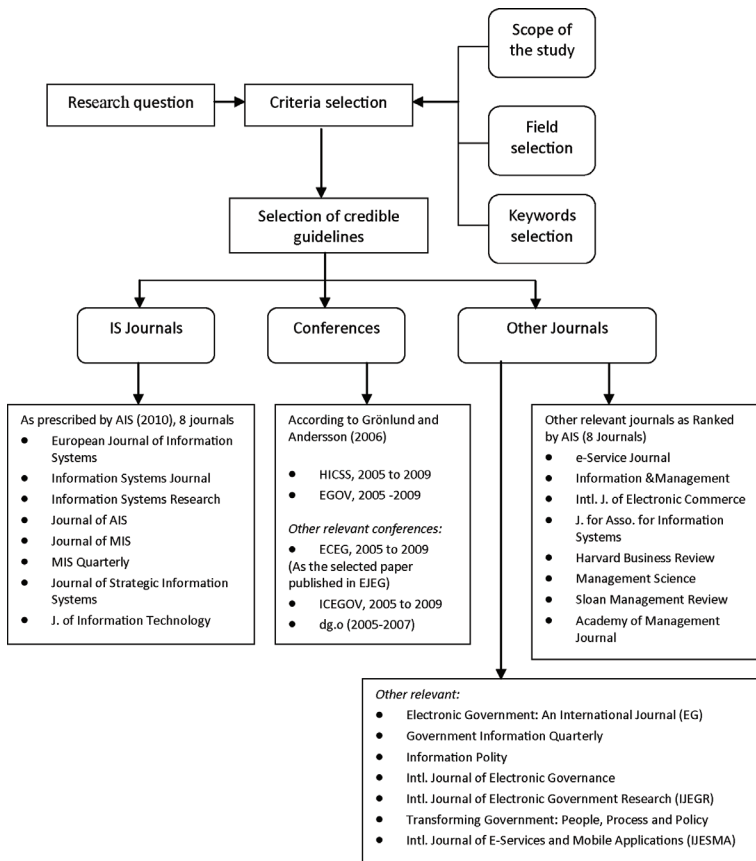 Scope of
the study
Research question
Criteria selection
Field
selection
Selection of credible
guidelines
Keywords
selection
IS Journals
Conferences
Other Journals
As prescribed by AIS (2010), 8 journals
● European Journal of Information
Systems
● Information Systems Journal
● Information Systems Research
● Journal of AIS
● Journal of MIS
● MIS Quarterly
● Journal of Strategic Information
Systems
● J. of Information Technology
According to Grönlund and
Andersson (2006)
● HICSS, 2005 to 2009
● EGOV, 2005 -2009
Other relevant conferences:
● ECEG, 2005 to 2009
(As the selected paper
published in EJEG)
● ICEGOV, 2005 to 2009
● dg.o (2005-2007)
Other relevant journals as Ranked
by AIS (8 Journals)
● e-Service Journal
● Information &Management
● Intl. J. of Electronic Commerce
● J. for Asso. for Information
Systems
● Harvard Business Review
● Management Science
● Sloan Management Review
● Academy of Management
Journal
Other relevant:
● Electronic Government: An International Journal (EG)
● Government Information Quarterly
● Information Polity
● Intl. Journal of Electronic Governance
● Intl. Journal of Electronic Government Research (IJEGR)
● Transforming Government: People, Process and Policy
● Intl. Journal of E-Services and Mobile Applications (IJESMA)